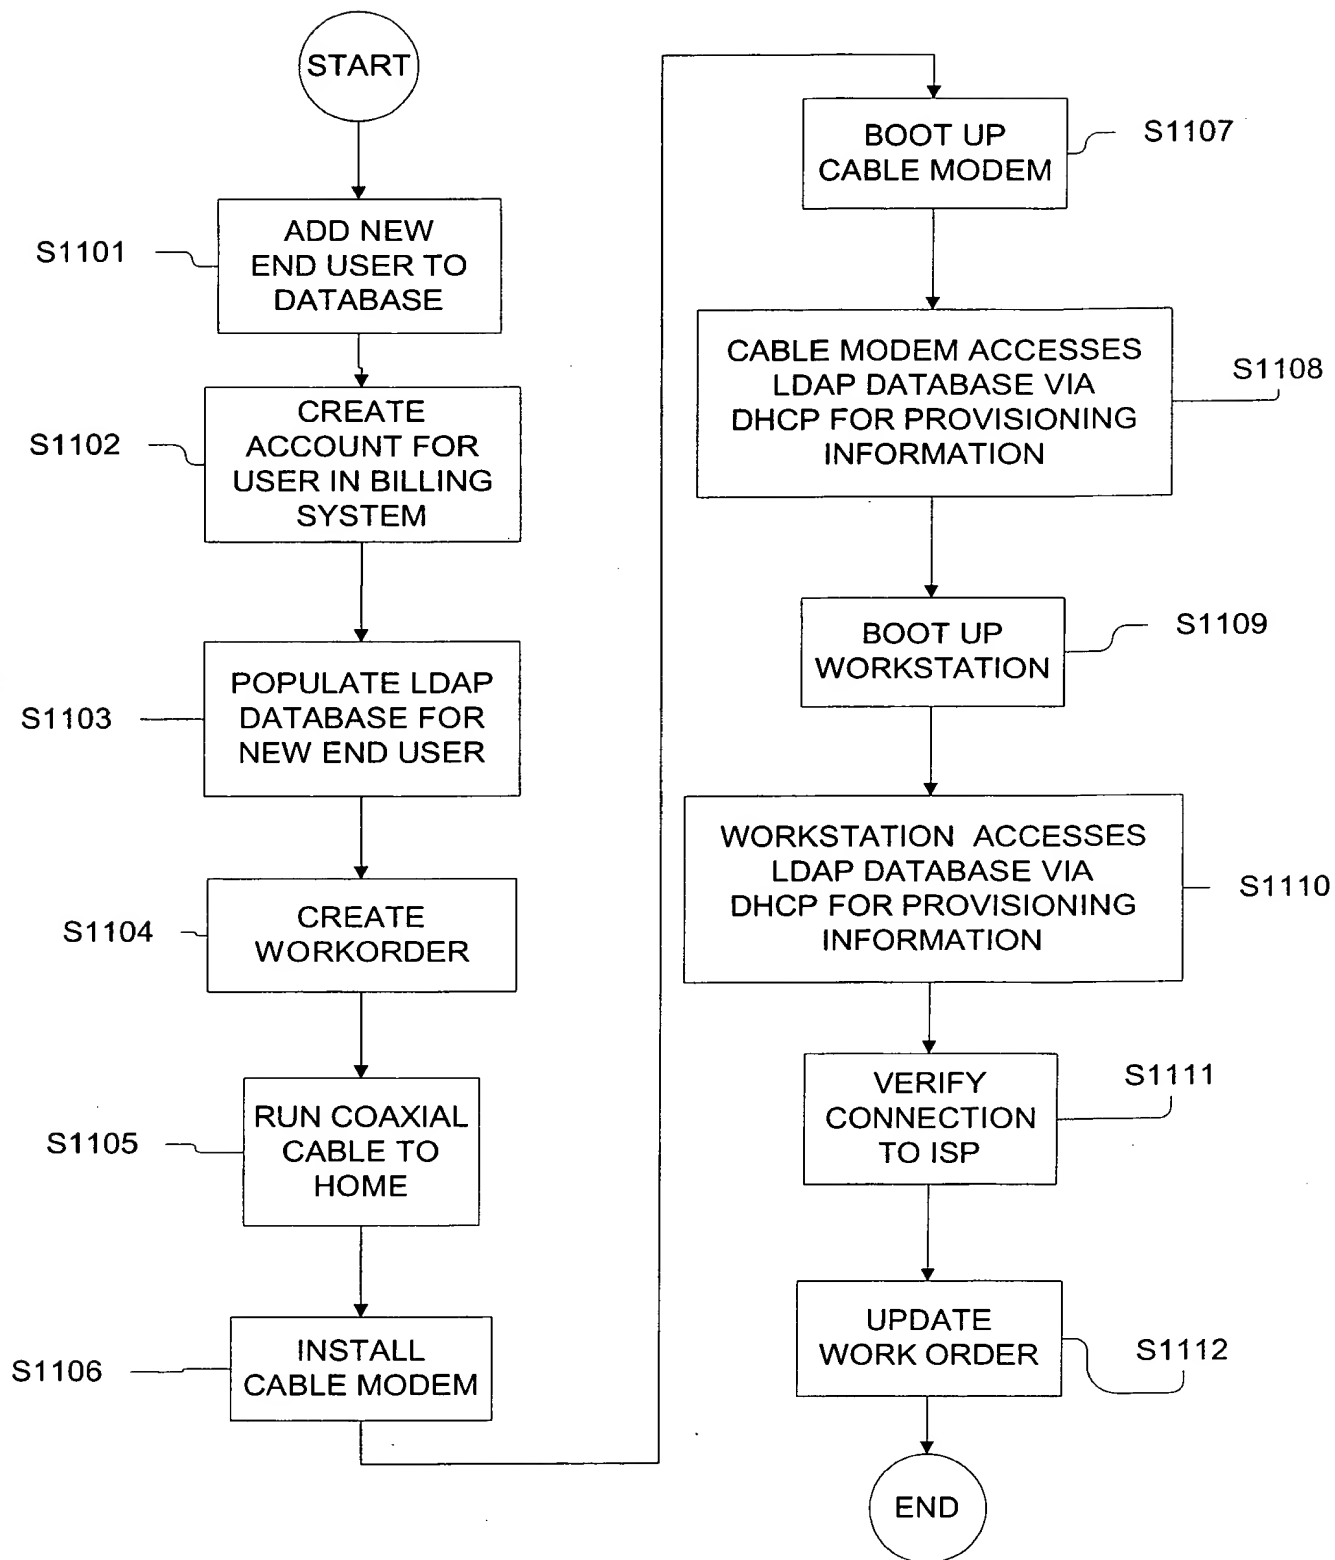 START
S1101
ADD NEW
END USER TO
DATABASE
S1102
CREATE
ACCOUNT FOR
USER IN BILLING
SYSTEM
S1103
POPULATE LDAP
DATABASE FOR
NEW END USER
S1104
CREATE
WORKORDER
S1105
RUN COAXIAL
CABLE TO
HOME
S1106
INSTALL
CABLE MODEM
BOOT UP
CABLE MODEM
S1107
CABLE MODEM ACCESSES
LDAP DATABASE VIA
DHCP FOR PROVISIONING
INFORMATION
S1108
BOOT UP
WORKSTATION
S1109
WORKSTATION ACCESSES
LDAP DATABASE VIA
DHCP FOR PROVISIONING
INFORMATION
S1110
VERIFY
CONNECTION
TO ISP
S1111
UPDATE
WORK ORDER
S1112
END